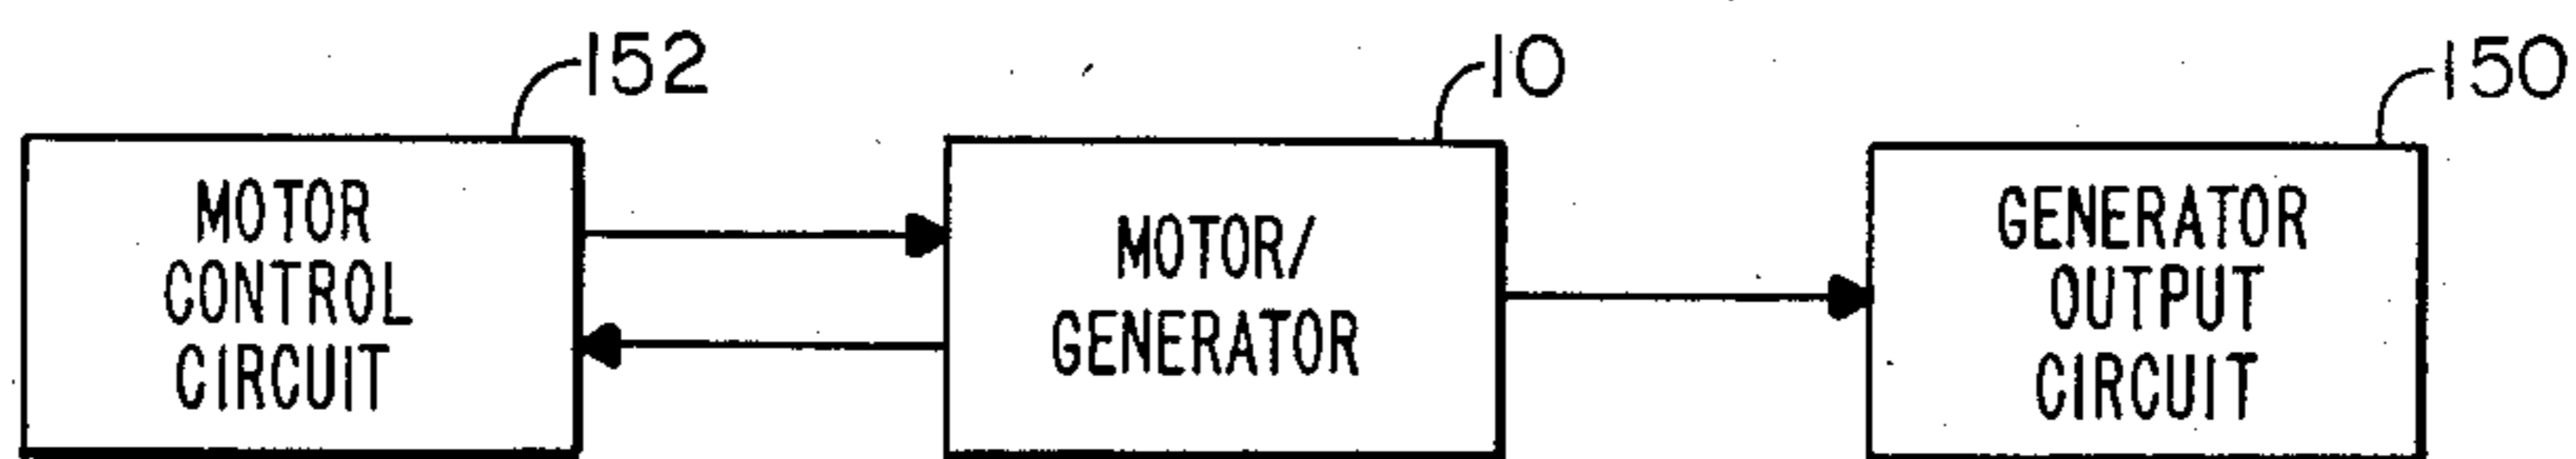 152
10
150
MOTOR
CONTROL
CIRCUIT
MOTOR/
GENERATOR
GENERATOR
OUTPUT
CIRCUIT